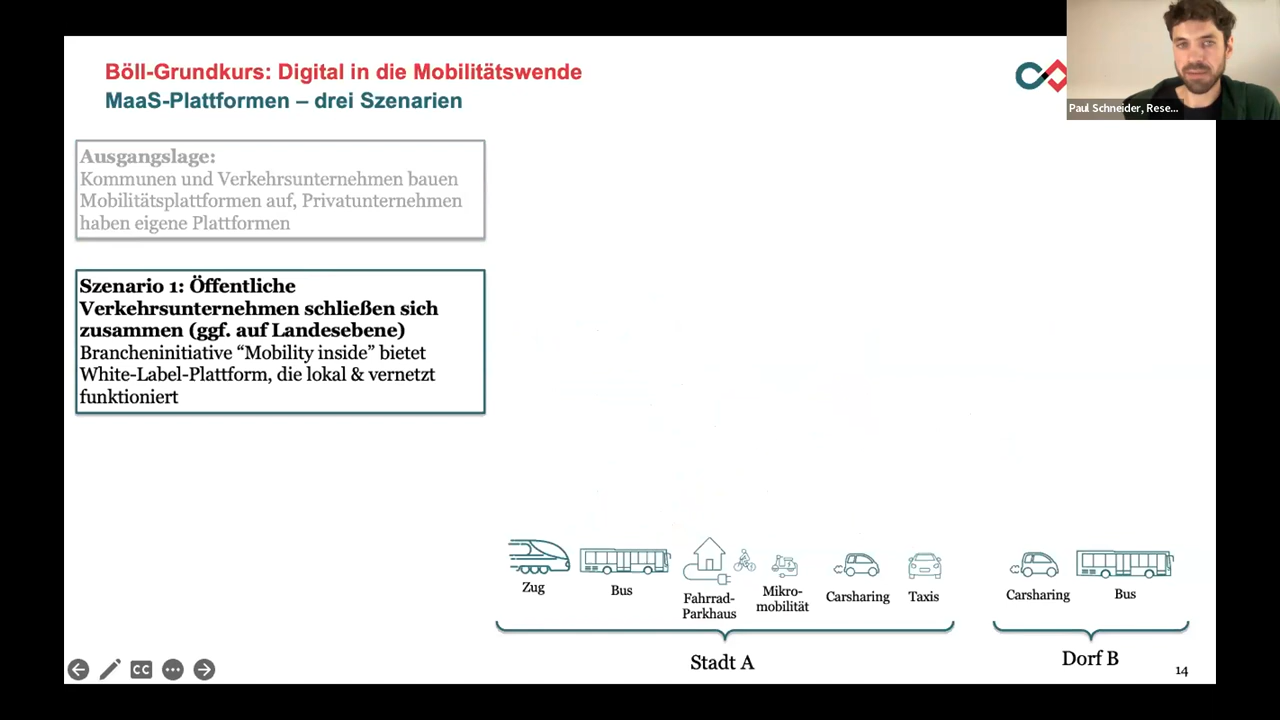 Böll-Grundkurs: Digital in die Mobilitätswende
MaaS-Plattformen – drei Szenarien
Paul Schneider, Rese...
Ausgangslage:
Kommunen und Verkehrsunternehmen bauen
Mobilitätsplattformen auf, Privatunternehmen
haben eigene Plattformen
Szenario 1: Öffentliche
Verkehrsunternehmen schließen sich
zusammen (ggf. auf Landesebene)
Brancheninitiative “Mobility inside” bietet
White-Label-Plattform, die lokal & vernetzt
funktioniert
Zug
Bus
Fahrrad-
Parkhaus
Mikro-
mobilität
Carsharing
Taxis
Carsharing
Bus
Stadt A
Dorf B
CC
14